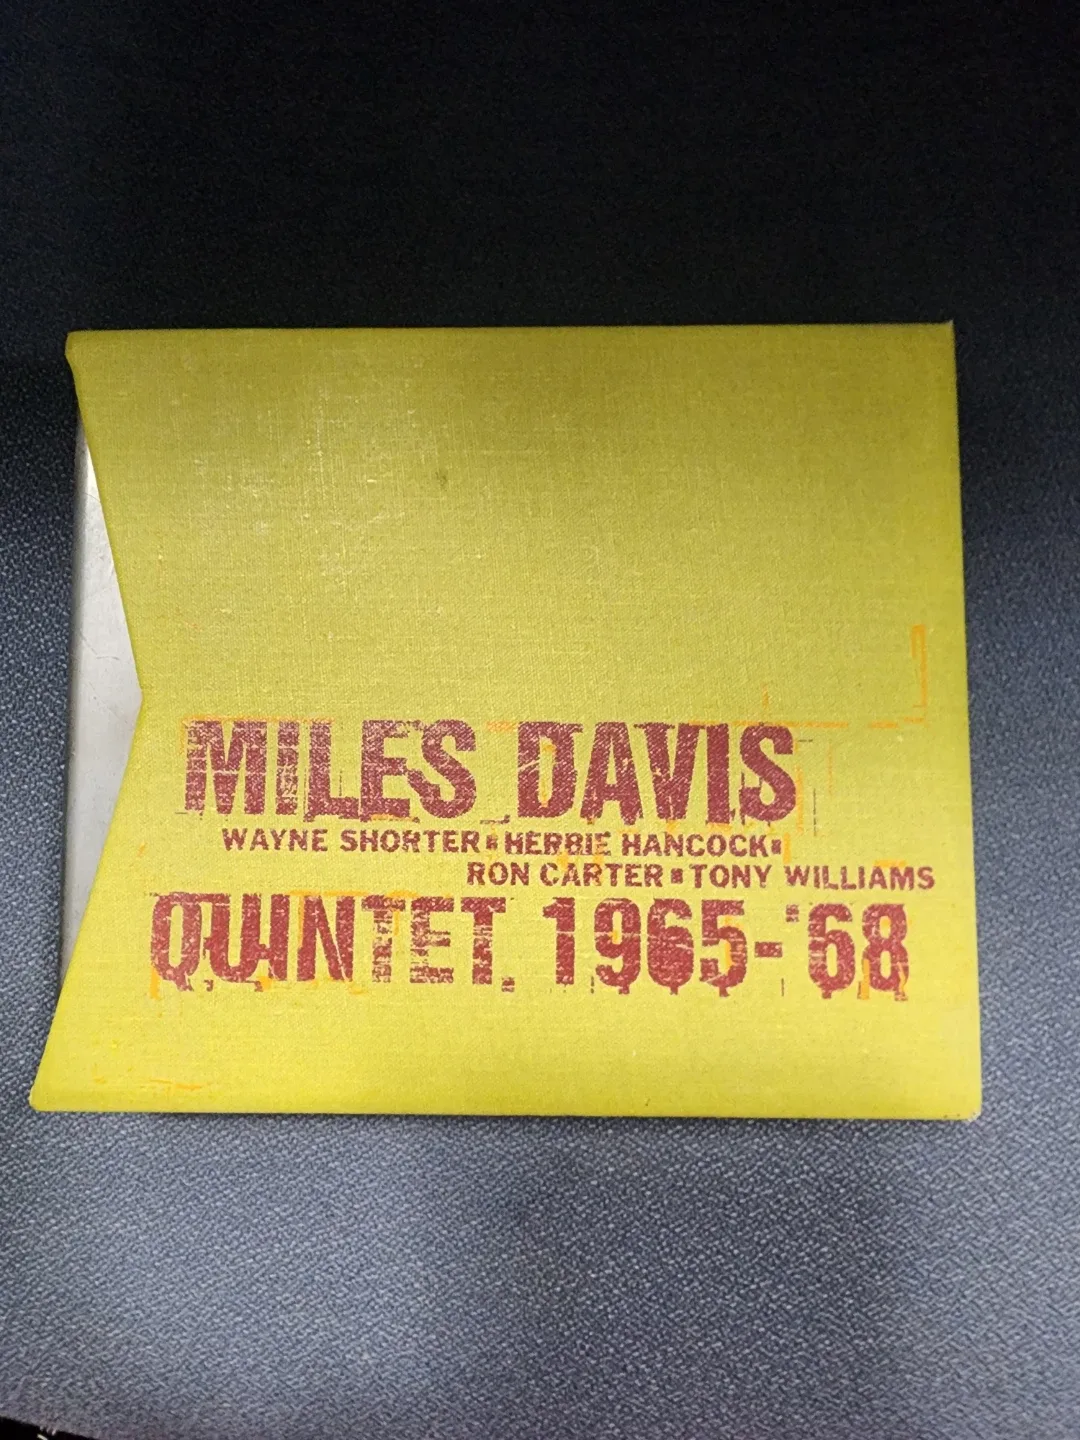 MILES DAVIS
WAYNE SHORTER▪HERBIE HANCOCK▪
RON CARTER▪TONY WILLIAMS
QUINTET, 1965-'68